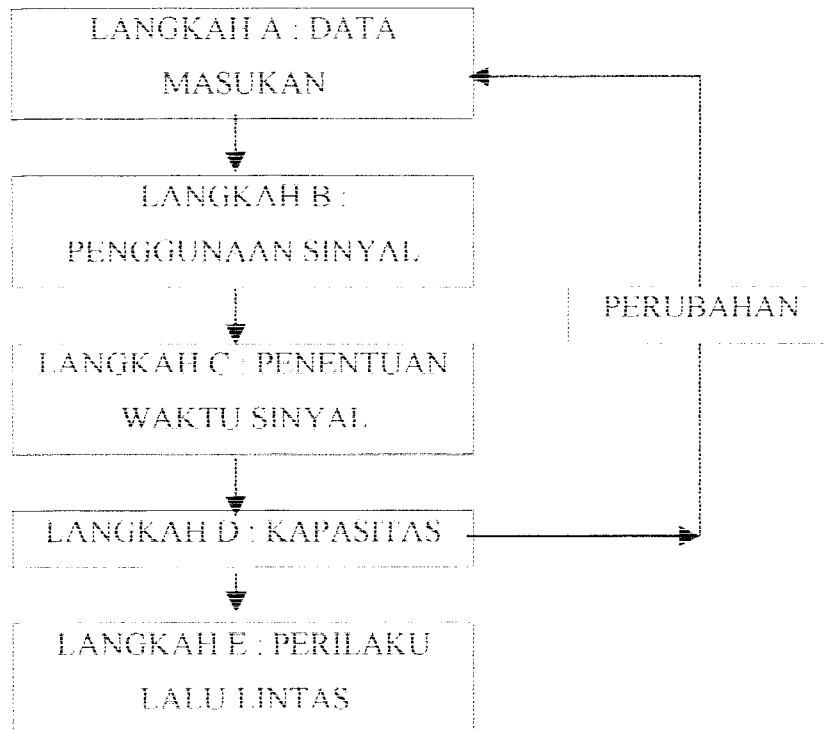 LANGKAH A : DATA
MASUKAN
LANGKAH B :
PENGGUNAAN SINYAL
PERUBAHAN
LANGKAH C : PENENTUAN
WAKTU SINYAL
LANGKAH D : KAPASITAS
LANGKAH E : PERILAKU
LALU LINTAS